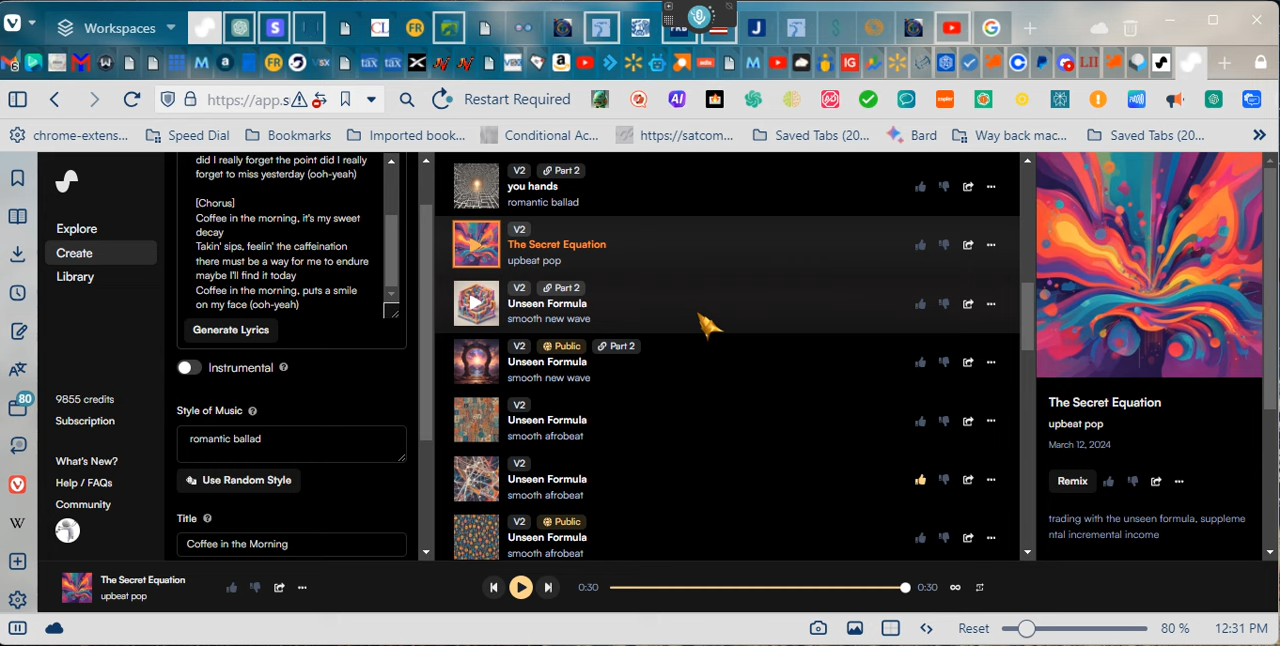 Workspaces
https://app.s
Restart Required
chrome-extens...
Speed Dial
Bookmarks
Imported book...
Conditional Ac...
https://satcom...
Saved Tabs (20...
Bard
Way back mac...
Saved Tabs (20...
80
Explore
Create
Library
9855 credits
Subscription
What's New?
Help / FAQs
Community
did I really forget the point did I really
forget to miss yesterday (ooh-yeah)
[Chorus]
Coffee in the morning, it's my sweet
decay
Takin' sips, feelin' the caffeination
there must be a way for me to endure
maybe I'll find it today
Coffee in the morning, puts a smile
on my face (ooh-yeah)
Generate Lyrics
Instrumental
Style of Music
romantic ballad
Use Random Style
Title
Coffee in the Morning
V2 Part 2
you hands
romantic ballad
V2
The Secret Equation
upbeat pop
V2 Part 2
Unseen Formula
smooth new wave
V2 Public Part 2
Unseen Formula
smooth new wave
V2
Unseen Formula
smooth afrobeat
V2
Unseen Formula
smooth afrobeat
V2 Public
Unseen Formula
smooth afrobeat
The Secret Equation
upbeat pop
March 12, 2024
Remix
trading with the unseen formula, suppleme
ntal incremental income
The Secret Equation
upbeat pop
0:30
0:30
Reset
80 %
12:31 PM